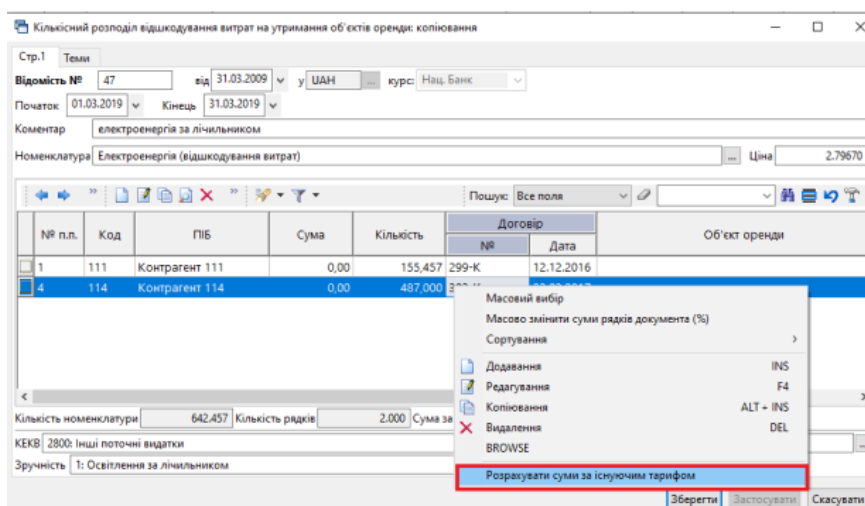 Кількісний розподіл відшкодування витрат на утримання об'єктів оренди: копіювання
Стр.1 Теми
Відомість № 47 від 31.03.2009 у UAH ... курс: Нац. Банк
Початок 01.03.2019 Кінець 31.03.2019
Коментар електроенергія за лічильником
Номенклатура Електроенергія (відшкодування витрат) ... Ціна 2.79670
Пошук: Все поля
№ п.п. Код ПІБ Сума Кількість Договір Об'єкт оренди
№ Дата
1 111 Контрагент 111 0,00 155,457 299-К 12.12.2016
4 114 Контрагент 114 0,00 487,000
Масовий вибір
Масово змінити суми рядків документа (%)
Сортування
Додавання INS
Редагування F4
Копіювання ALT + INS
Видалення DEL
BROWSE
Розрахувати суми за існуючим тарифом
Кількість номенклатури 642.457 Кількість рядків 2.000 Сума за
КЕКВ 2800: Інші поточні видатки
Зручність 1: Освітлення за лічильником
Зберегти Застосувати Скасувати